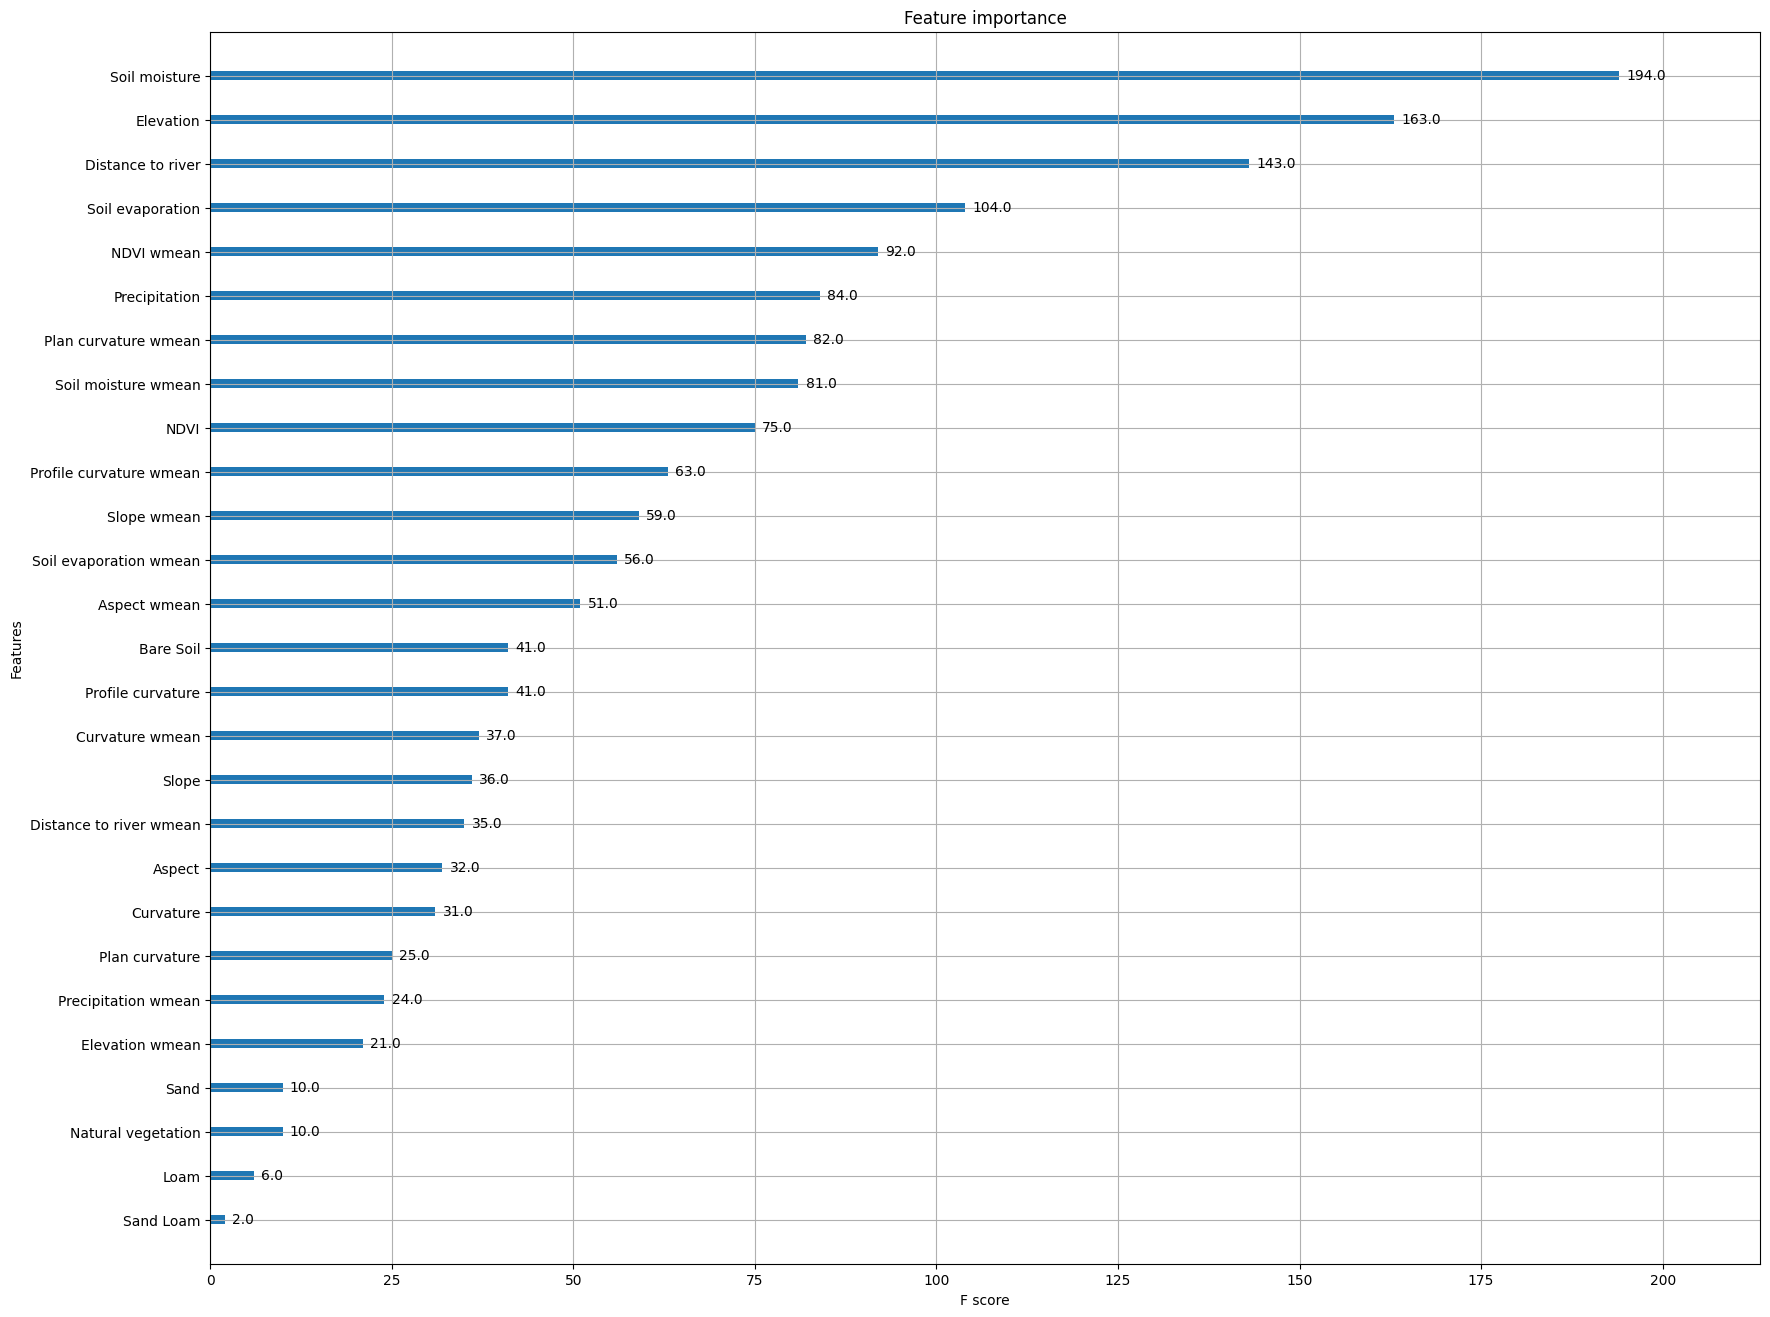 Feature importance
Soil moisture 194.0
Elevation 163.0
Distance to river 143.0
Soil evaporation 104.0
NDVI wmean 92.0
Precipitation 84.0
Plan curvature wmean 82.0
Soil moisture wmean 81.0
NDVI 75.0
Profile curvature wmean 63.0
Slope wmean 59.0
Soil evaporation wmean 56.0
Aspect wmean 51.0
Bare Soil 41.0
Profile curvature 41.0
Curvature wmean 37.0
Slope 36.0
Distance to river wmean 35.0
Aspect 32.0
Curvature 31.0
Plan curvature 25.0
Precipitation wmean 24.0
Elevation wmean 21.0
Sand 10.0
Natural vegetation 10.0
Loam 6.0
Sand Loam 2.0
Features
0 25 50 75 100 125 150 175 200
F score